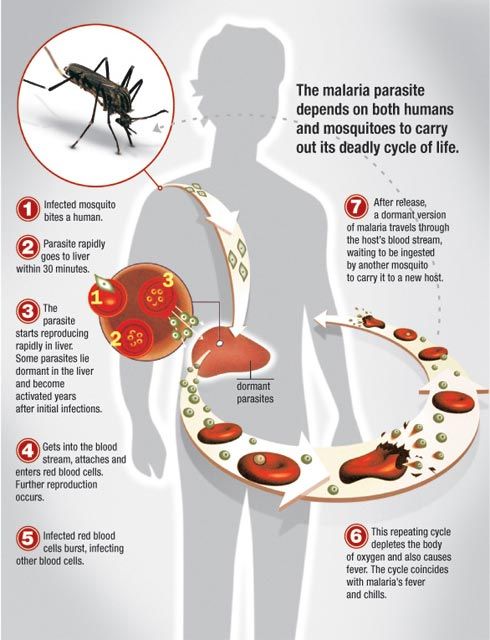 The malaria parasite
depends on both humans
and mosquitoes to carry
out its deadly cycle of life.
1 Infected mosquito
bites a human.
2 Parasite rapidly
goes to liver
within 30 minutes.
3 The
parasite
starts reproducing
rapidly in liver.
Some parasites lie
dormant in the liver
and become
activated years
after initial infections.
4 Gets into the blood
stream, attaches and
enters red blood cells.
Further reproduction
occurs.
5 Infected red blood
cells burst, infecting
other blood cells.
1
2
3
dormant
parasites
6 This repeating cycle
depletes the body
of oxygen and also causes
fever. The cycle coincides
with malaria's fever
and chills.
7 After release,
a dormant version
of malaria travels through
the host's blood stream,
waiting to be ingested
by another mosquito
to carry it to a new host.